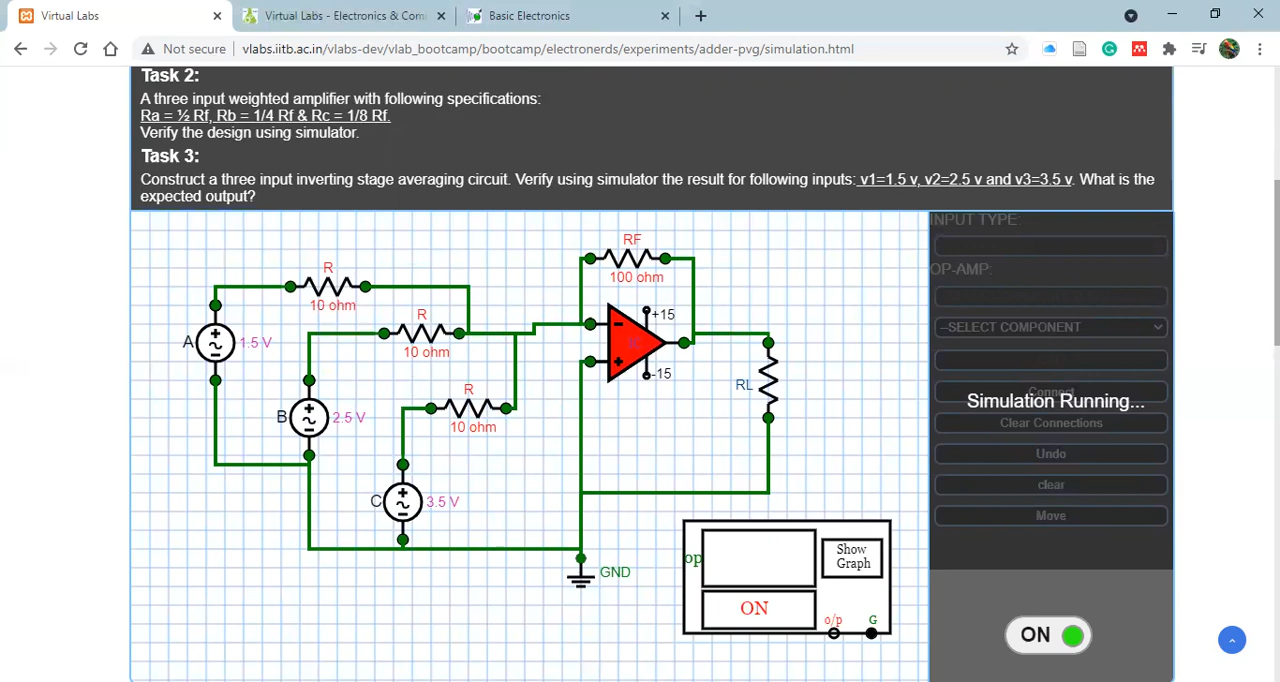 Virtual Labs
Virtual Labs - Electronics & Com
Basic Electronics
Not secure
vlabs.iitb.ac.in/vlabs-dev/vlab_bootcamp/bootcamp/electronerds/experiments/adder-pvg/simulation.html
Task 2:
A three input weighted amplifier with following specifications:
Ra = ½ Rf, Rb = 1/4 Rf & Rc = 1/8 Rf.
Verify the design using simulator.
Task 3:
Construct a three input inverting stage averaging circuit. Verify using simulator the result for following inputs: v1=1.5 v, v2=2.5 v and v3=3.5 v. What is the
expected output?
INPUT TYPE:
OP-AMP:
--SELECT COMPONENT
Connect
Simulation Running...
Clear Connections
Undo
clear
Move
ON
RF
100 ohm
R
10 ohm
R
10 ohm
R
10 ohm
A
1.5 V
B
2.5 V
C
3.5 V
+15
-15
RL
GND
op
Show
Graph
ON
o/p
G